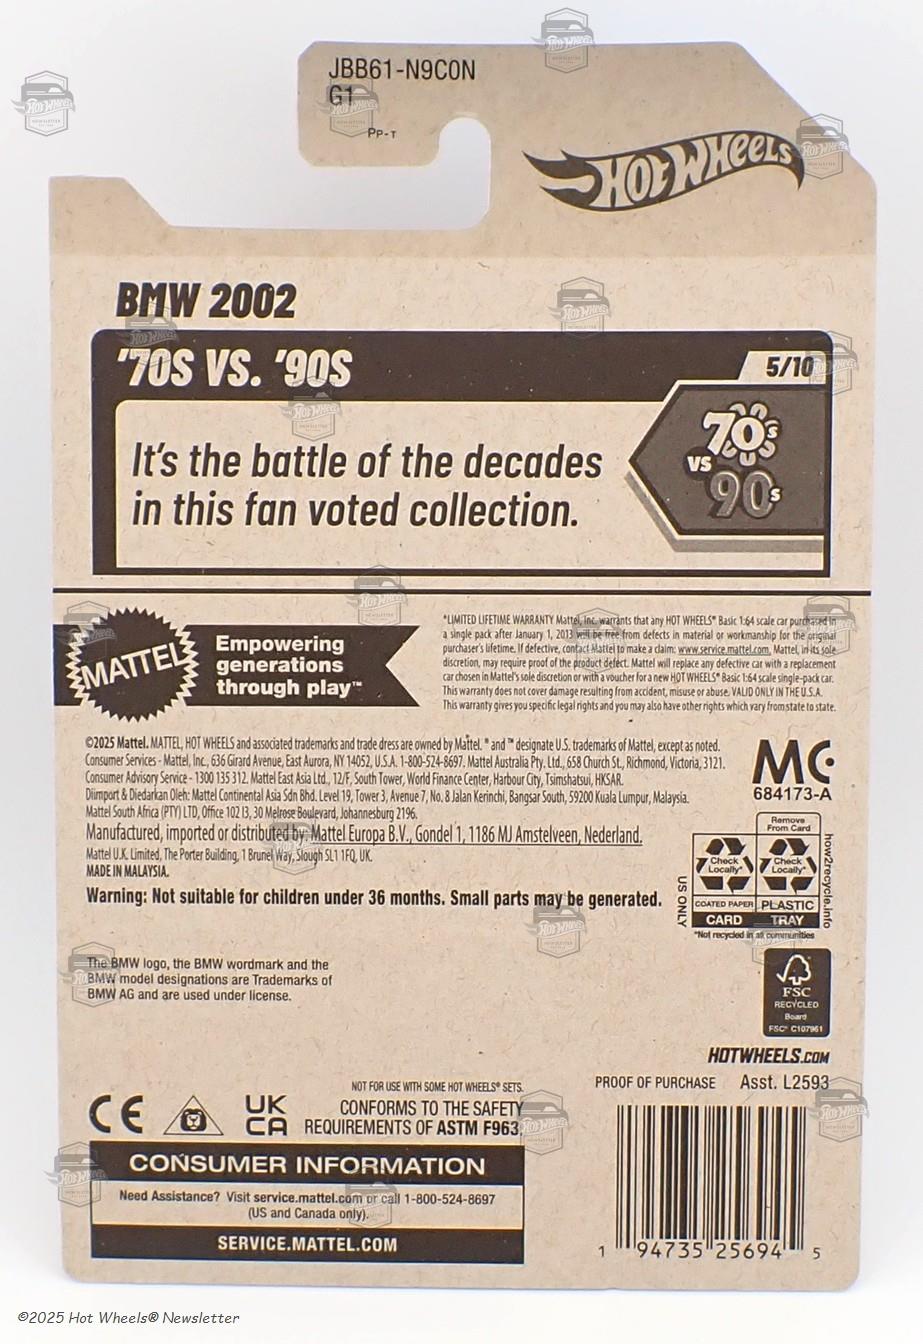 JBB61-N9C0N
G1
PP-T
HOT WHEELS
BMW 2002
'70S VS. '90S
5/10
It's the battle of the decades
in this fan voted collection.
70s
vs
90s
MATTEL
Empowering
generations
through play™
*LIMITED LIFETIME WARRANTY Mattel, Inc. warrants that any HOT WHEELS® Basic 1:64 scale car purchased in
a single pack after January 1, 2013 will be free from defects in material or workmanship for the original
purchaser's lifetime. If defective, contact Mattel to make a claim: www.service.mattel.com. Mattel, in its sole
discretion, may require proof of the product defect. Mattel will replace any defective car with a replacement
car chosen in Mattel's sole discretion or with a voucher for a new HOT WHEELS® Basic 1:64 scale single-pack car.
This warranty does not cover damage resulting from accident, misuse or abuse. VALID ONLY IN THE U.S.A.
This warranty gives you specific legal rights and you may also have other rights which vary from state to state.
©2025 Mattel. MATTEL, HOT WHEELS and associated trademarks and trade dress are owned by Mattel. ® and ™ designate U.S. trademarks of Mattel, except as noted.
Consumer Services - Mattel, Inc., 636 Girard Avenue, East Aurora, NY 14052, U.S.A. 1-800-524-8697. Mattel Australia Pty. Ltd., 658 Church St., Richmond, Victoria, 3121.
Consumer Advisory Service - 1300 135 312. Mattel East Asia Ltd., 12/F, South Tower, World Finance Center, Harbour City, Tsimshatsui, HKSAR.
Diimport & Diedarkan Oleh: Mattel Continental Asia Sdn Bhd. Level 19, Tower 3, Avenue 7, No. 8 Jalan Kerinchi, Bangsar South, 59200 Kuala Lumpur, Malaysia.
Mattel South Africa (PTY) LTD, Office 102 I3, 30 Melrose Boulevard, Johannesburg 2196.
Manufactured, imported or distributed by: Mattel Europa B.V., Gondel 1, 1186 MJ Amstelveen, Nederland.
Mattel U.K. Limited, The Porter Building, 1 Brunel Way, Slough SL1 1FQ, UK.
MADE IN MALAYSIA.
Warning: Not suitable for children under 36 months. Small parts may be generated.
MC
684173-A
Remove
From Card
Check
Locally*
Check
Locally*
COATED PAPER
PLASTIC
CARD
TRAY
US ONLY
how2recycle.info
*Not recycled in all communities
The BMW logo, the BMW wordmark and the
BMW model designations are Trademarks of
BMW AG and are used under license.
FSC
RECYCLED
Board
FSC® C107961
HOTWHEELS.COM
PROOF OF PURCHASE Asst. L2593
NOT FOR USE WITH SOME HOT WHEELS® SETS.
CE
UK
CA
CONFORMS TO THE SAFETY
REQUIREMENTS OF ASTM F963.
CONSUMER INFORMATION
Need Assistance? Visit service.mattel.com or call 1-800-524-8697
(US and Canada only).
SERVICE.MATTEL.COM
1 94735 25694 5
©2025 Hot Wheels® Newsletter